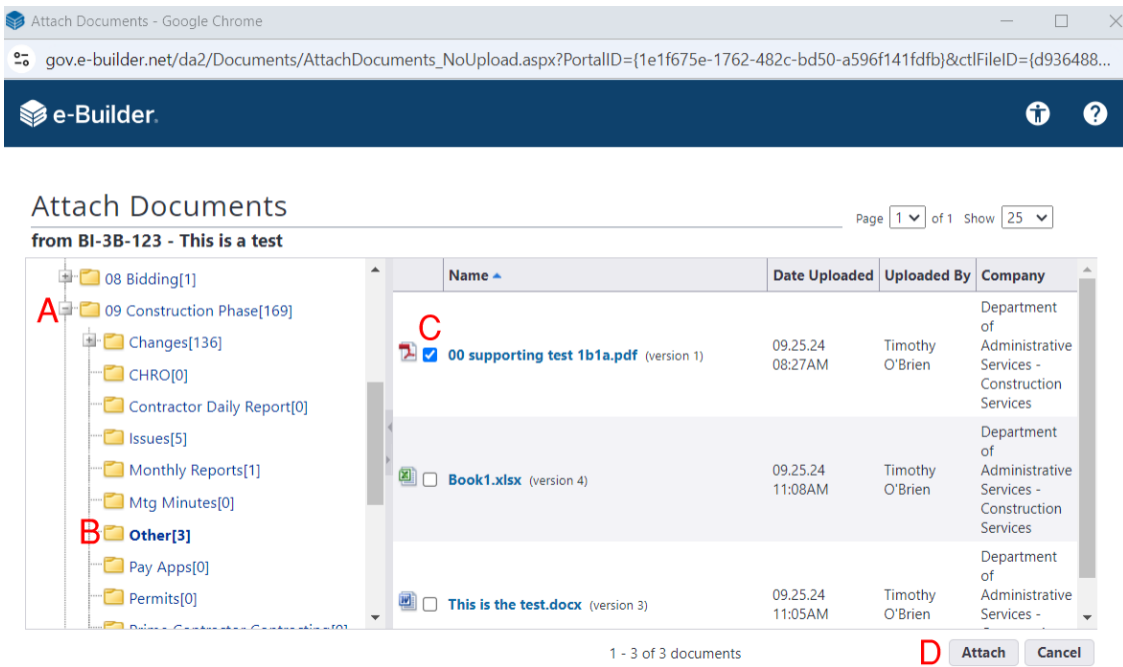 Attach Documents - Google Chrome
gov.e-builder.net/da2/Documents/AttachDocuments_NoUpload.aspx?PortalID={1e1f675e-1762-482c-bd50-a596f141fdfb}&ctlFileID={d936488...
e-Builder.
Attach Documents
Page 1 of 1 Show 25
from BI-3B-123 - This is a test
08 Bidding[1]
A 09 Construction Phase[169]
Changes[136]
CHRO[0]
Contractor Daily Report[0]
Issues[5]
Monthly Reports[1]
Mtg Minutes[0]
B Other[3]
Pay Apps[0]
Permits[0]
Prime Contractor Contracting[0]
Name Date Uploaded Uploaded By Company
C
00 supporting test 1b1a.pdf (version 1)
09.25.24
08:27AM
Timothy
O'Brien
Department
of
Administrative
Services -
Construction
Services
Book1.xlsx (version 4)
09.25.24
11:08AM
Timothy
O'Brien
Department
of
Administrative
Services -
Construction
Services
This is the test.docx (version 3)
09.25.24
11:05AM
Timothy
O'Brien
Department
of
Administrative
Services -
1 - 3 of 3 documents
D Attach Cancel